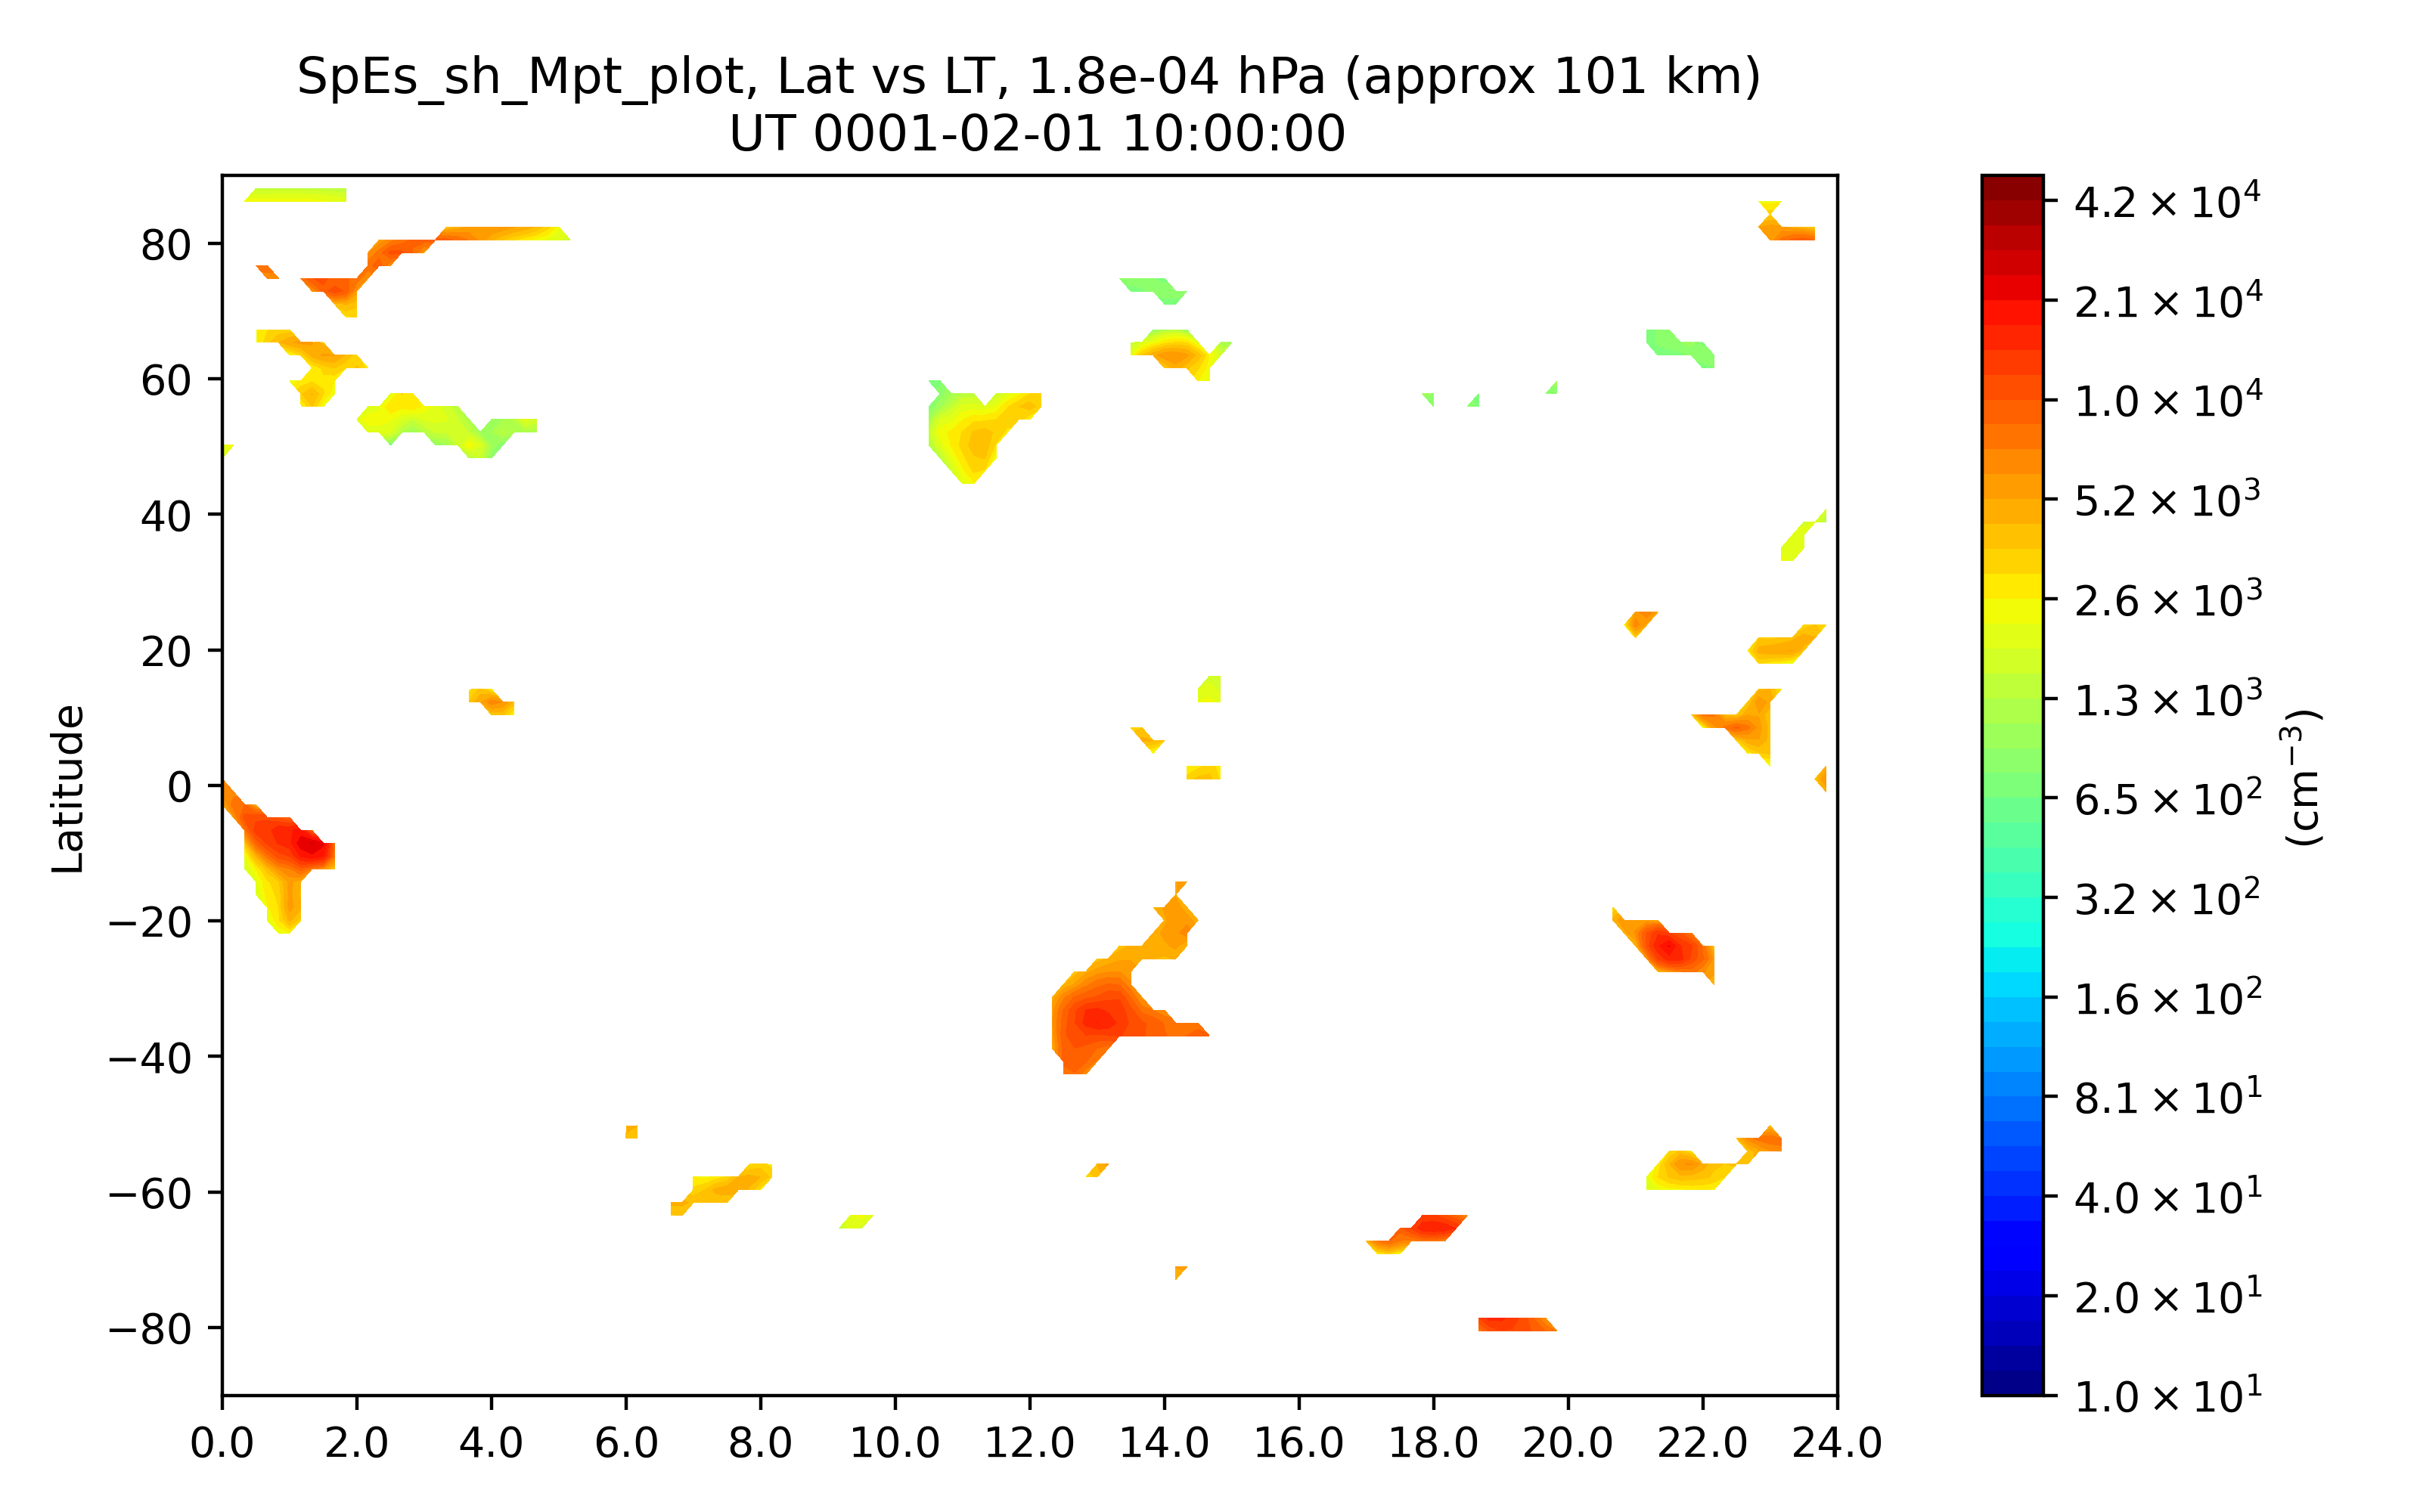 SpEs_sh_Mpt_plot, Lat vs LT, 1.8e-04 hPa (approx 101 km)
UT 0001-02-01 10:00:00
Latitude
80
60
40
20
0
−20
−40
−60
−80
0.0 2.0 4.0 6.0 8.0 10.0 12.0 14.0 16.0 18.0 20.0 22.0 24.0
4.2 × 10⁴
2.1 × 10⁴
1.0 × 10⁴
5.2 × 10³
2.6 × 10³
1.3 × 10³
6.5 × 10²
3.2 × 10²
1.6 × 10²
8.1 × 10¹
4.0 × 10¹
2.0 × 10¹
1.0 × 10¹
(cm⁻³)